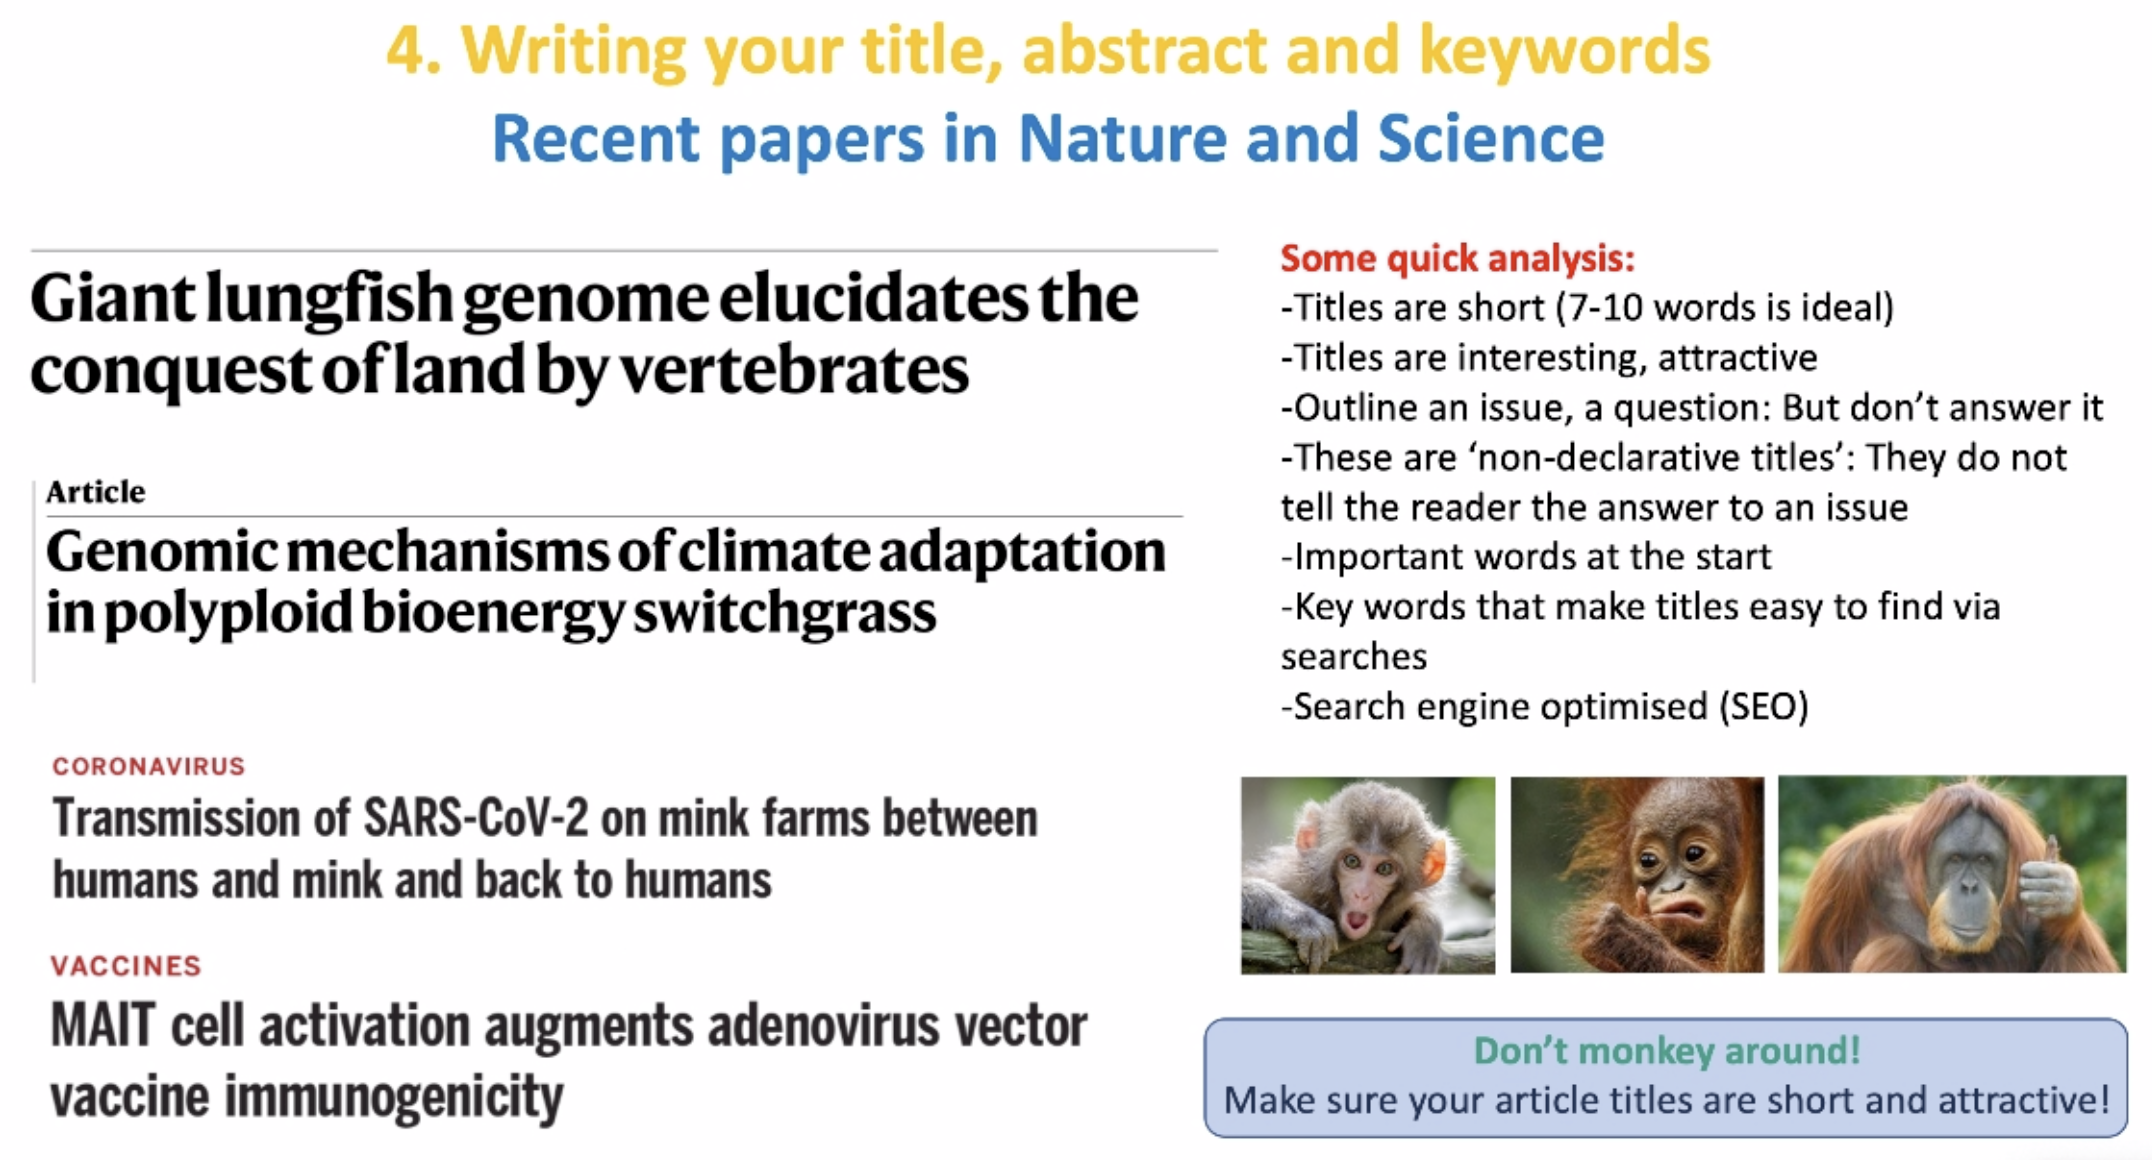 4. Writing your title, abstract and keywords
Recent papers in Nature and Science
Giant lungfish genome elucidates the
conquest of land by vertebrates
Article
Genomic mechanisms of climate adaptation
in polyploid bioenergy switchgrass
CORONAVIRUS
Transmission of SARS-CoV-2 on mink farms between
humans and mink and back to humans
VACCINES
MAIT cell activation augments adenovirus vector
vaccine immunogenicity
Some quick analysis:
-Titles are short (7-10 words is ideal)
-Titles are interesting, attractive
-Outline an issue, a question: But don’t answer it
-These are ‘non-declarative titles’: They do not
tell the reader the answer to an issue
-Important words at the start
-Key words that make titles easy to find via
searches
-Search engine optimised (SEO)
Don’t monkey around!
Make sure your article titles are short and attractive!